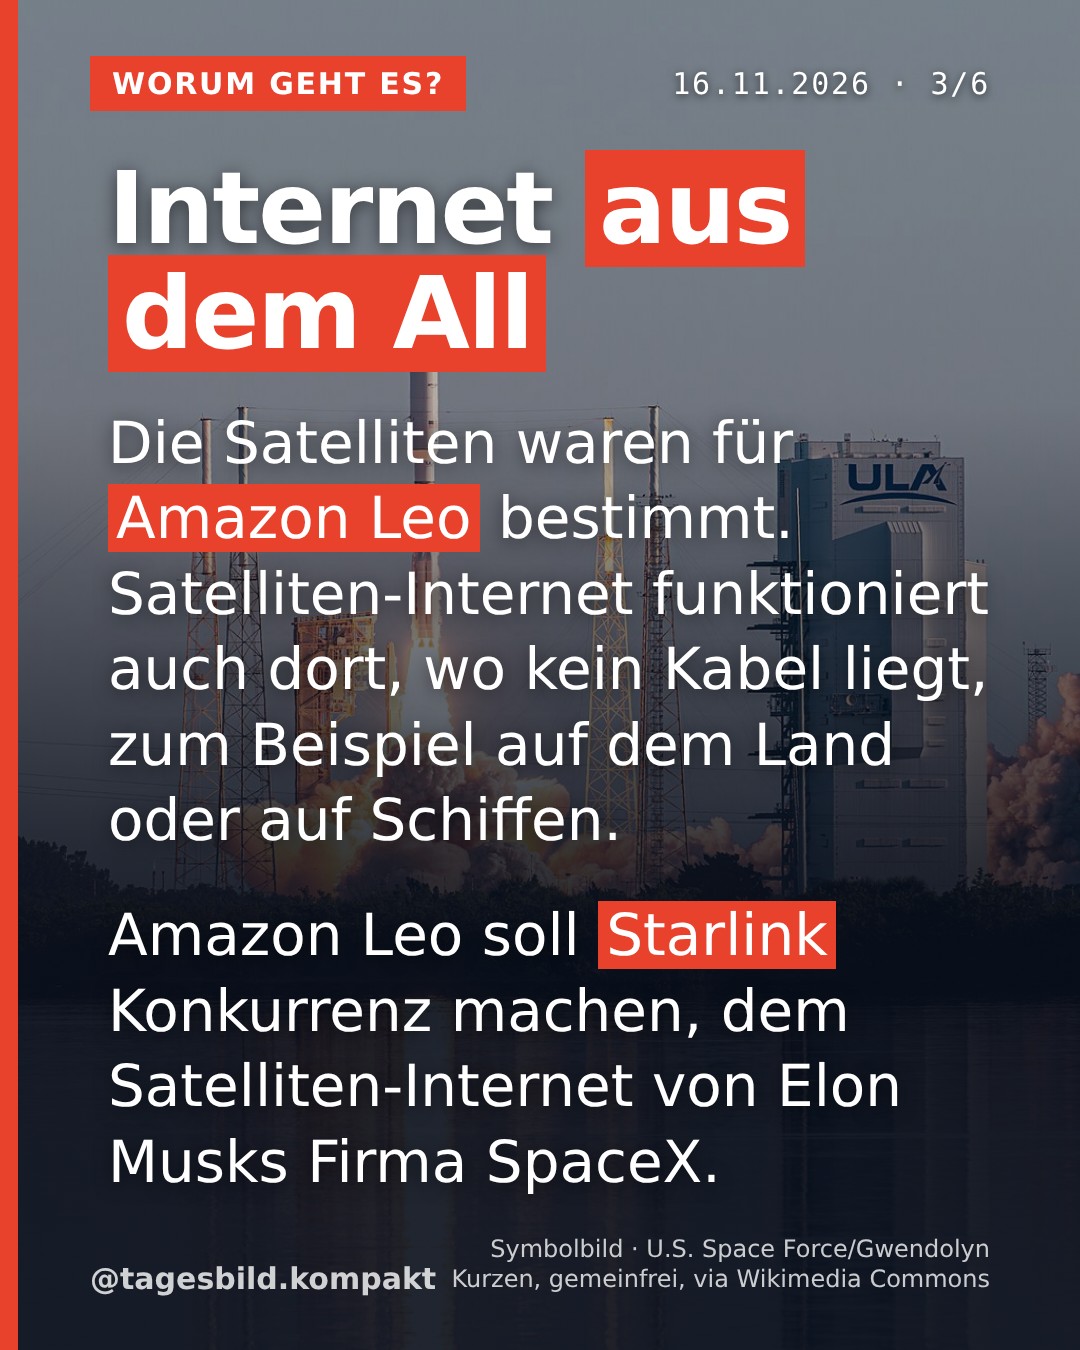 WORUM GEHT ES?
16.11.2026 · 3/6
Internet aus
dem All
Die Satelliten waren für
Amazon Leo bestimmt.
Satelliten-Internet funktioniert
auch dort, wo kein Kabel liegt,
zum Beispiel auf dem Land
oder auf Schiffen.
Amazon Leo soll Starlink
Konkurrenz machen, dem
Satelliten-Internet von Elon
Musks Firma SpaceX.
ULA
Symbolbild · U.S. Space Force/Gwendolyn
Kurzen, gemeinfrei, via Wikimedia Commons
@tagesbild.kompakt